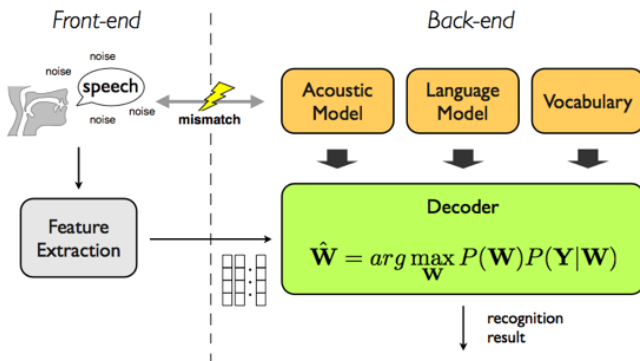 Front-end
Back-end
noise
noise
speech
noise
noise
noise
mismatch
Acoustic
Model
Language
Model
Vocabulary
Feature
Extraction
Decoder
Ŵ = arg max P(W)P(Y|W)
W
recognition
result